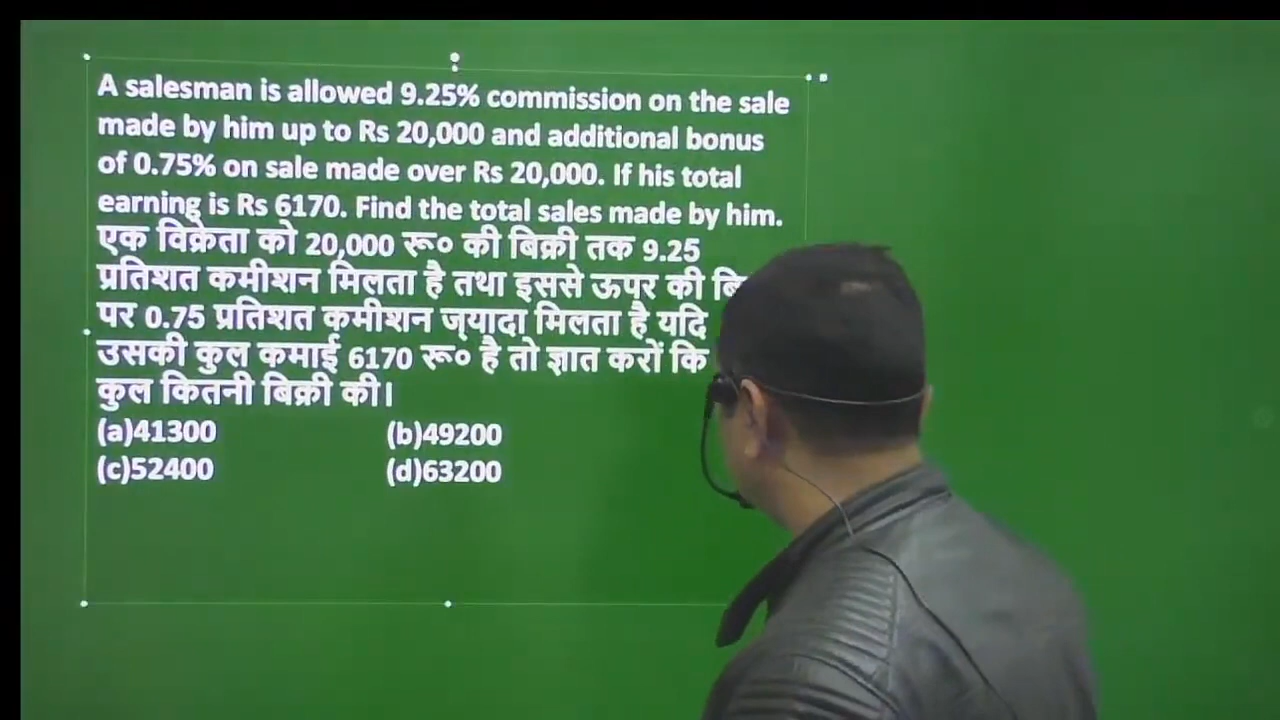 A salesman is allowed 9.25% commission on the sale
made by him up to Rs 20,000 and additional bonus
of 0.75% on sale made over Rs 20,000. If his total
earning is Rs 6170. Find the total sales made by him.
एक विक्रेता को 20,000 रू० की बिक्री तक 9.25
प्रतिशत कमीशन मिलता है तथा इससे ऊपर की
पर 0.75 प्रतिशत कमीशन ज्यादा मिलता है यदि
उसकी कुल कमाई 6170 रू० है तो ज्ञात करों कि
कुल कितनी बिक्री की।
(a)41300 (b)49200
(c)52400 (d)63200